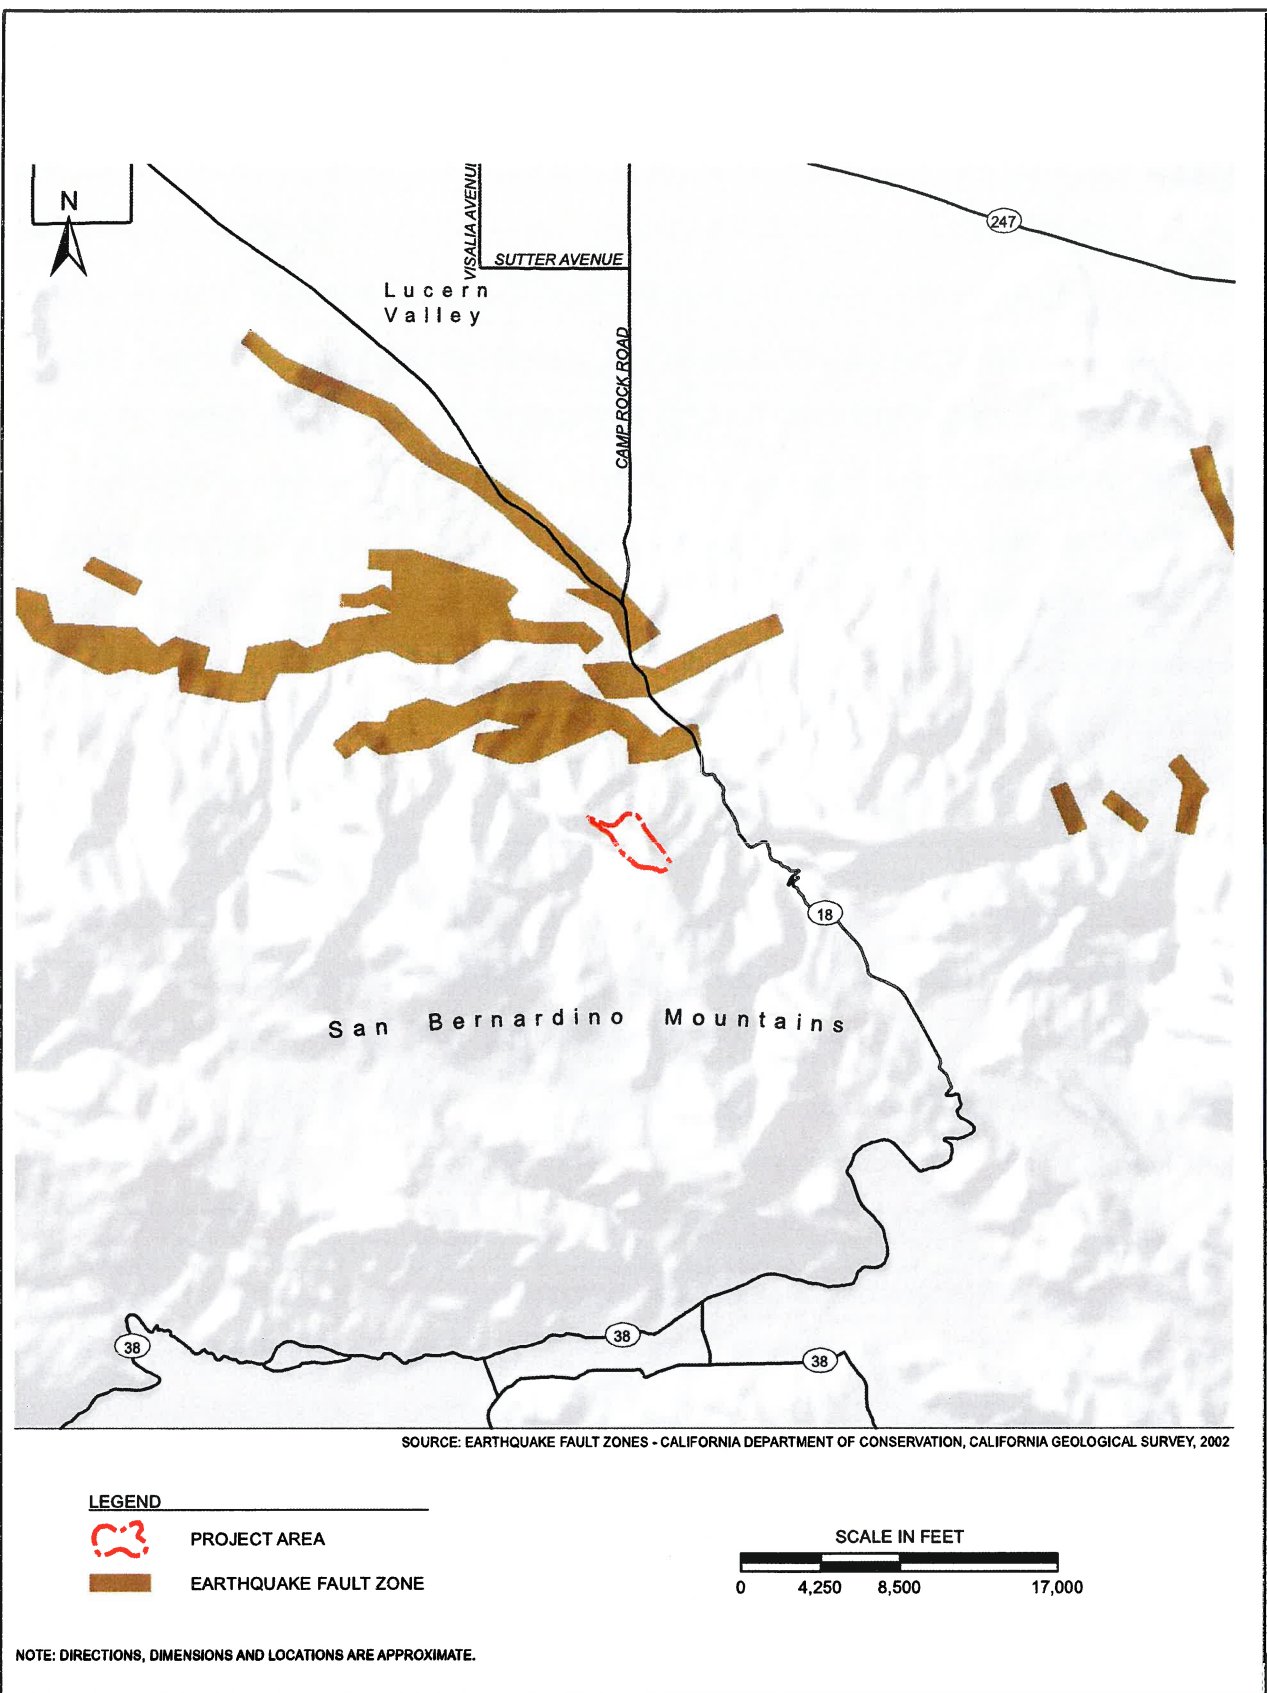 N
VISALIA AVENU
247
SUTTER AVENUE
Lucern
Valley
CAMP ROCK ROAD
18
San Bernardino Mountains
38
38
38
SOURCE: EARTHQUAKE FAULT ZONES - CALIFORNIA DEPARTMENT OF CONSERVATION, CALIFORNIA GEOLOGICAL SURVEY, 2002
LEGEND
PROJECT AREA
EARTHQUAKE FAULT ZONE
SCALE IN FEET
0 4,250 8,500 17,000
NOTE: DIRECTIONS, DIMENSIONS AND LOCATIONS ARE APPROXIMATE.